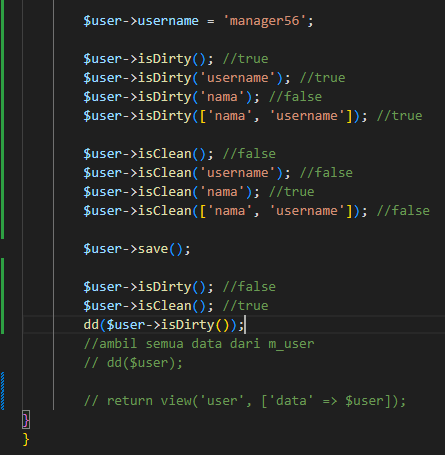 $user->username = 'manager56';
$user->isDirty(); //true
$user->isDirty('username'); //true
$user->isDirty('nama'); //false
$user->isDirty(['nama', 'username']); //true
$user->isClean(); //false
$user->isClean('username'); //false
$user->isClean('nama'); //true
$user->isClean(['nama', 'username']); //false
$user->save();
$user->isDirty(); //false
$user->isClean(); //true
dd($user->isDirty());
//ambil semua data dari m_user
// dd($user);
// return view('user', ['data' => $user]);
}
}